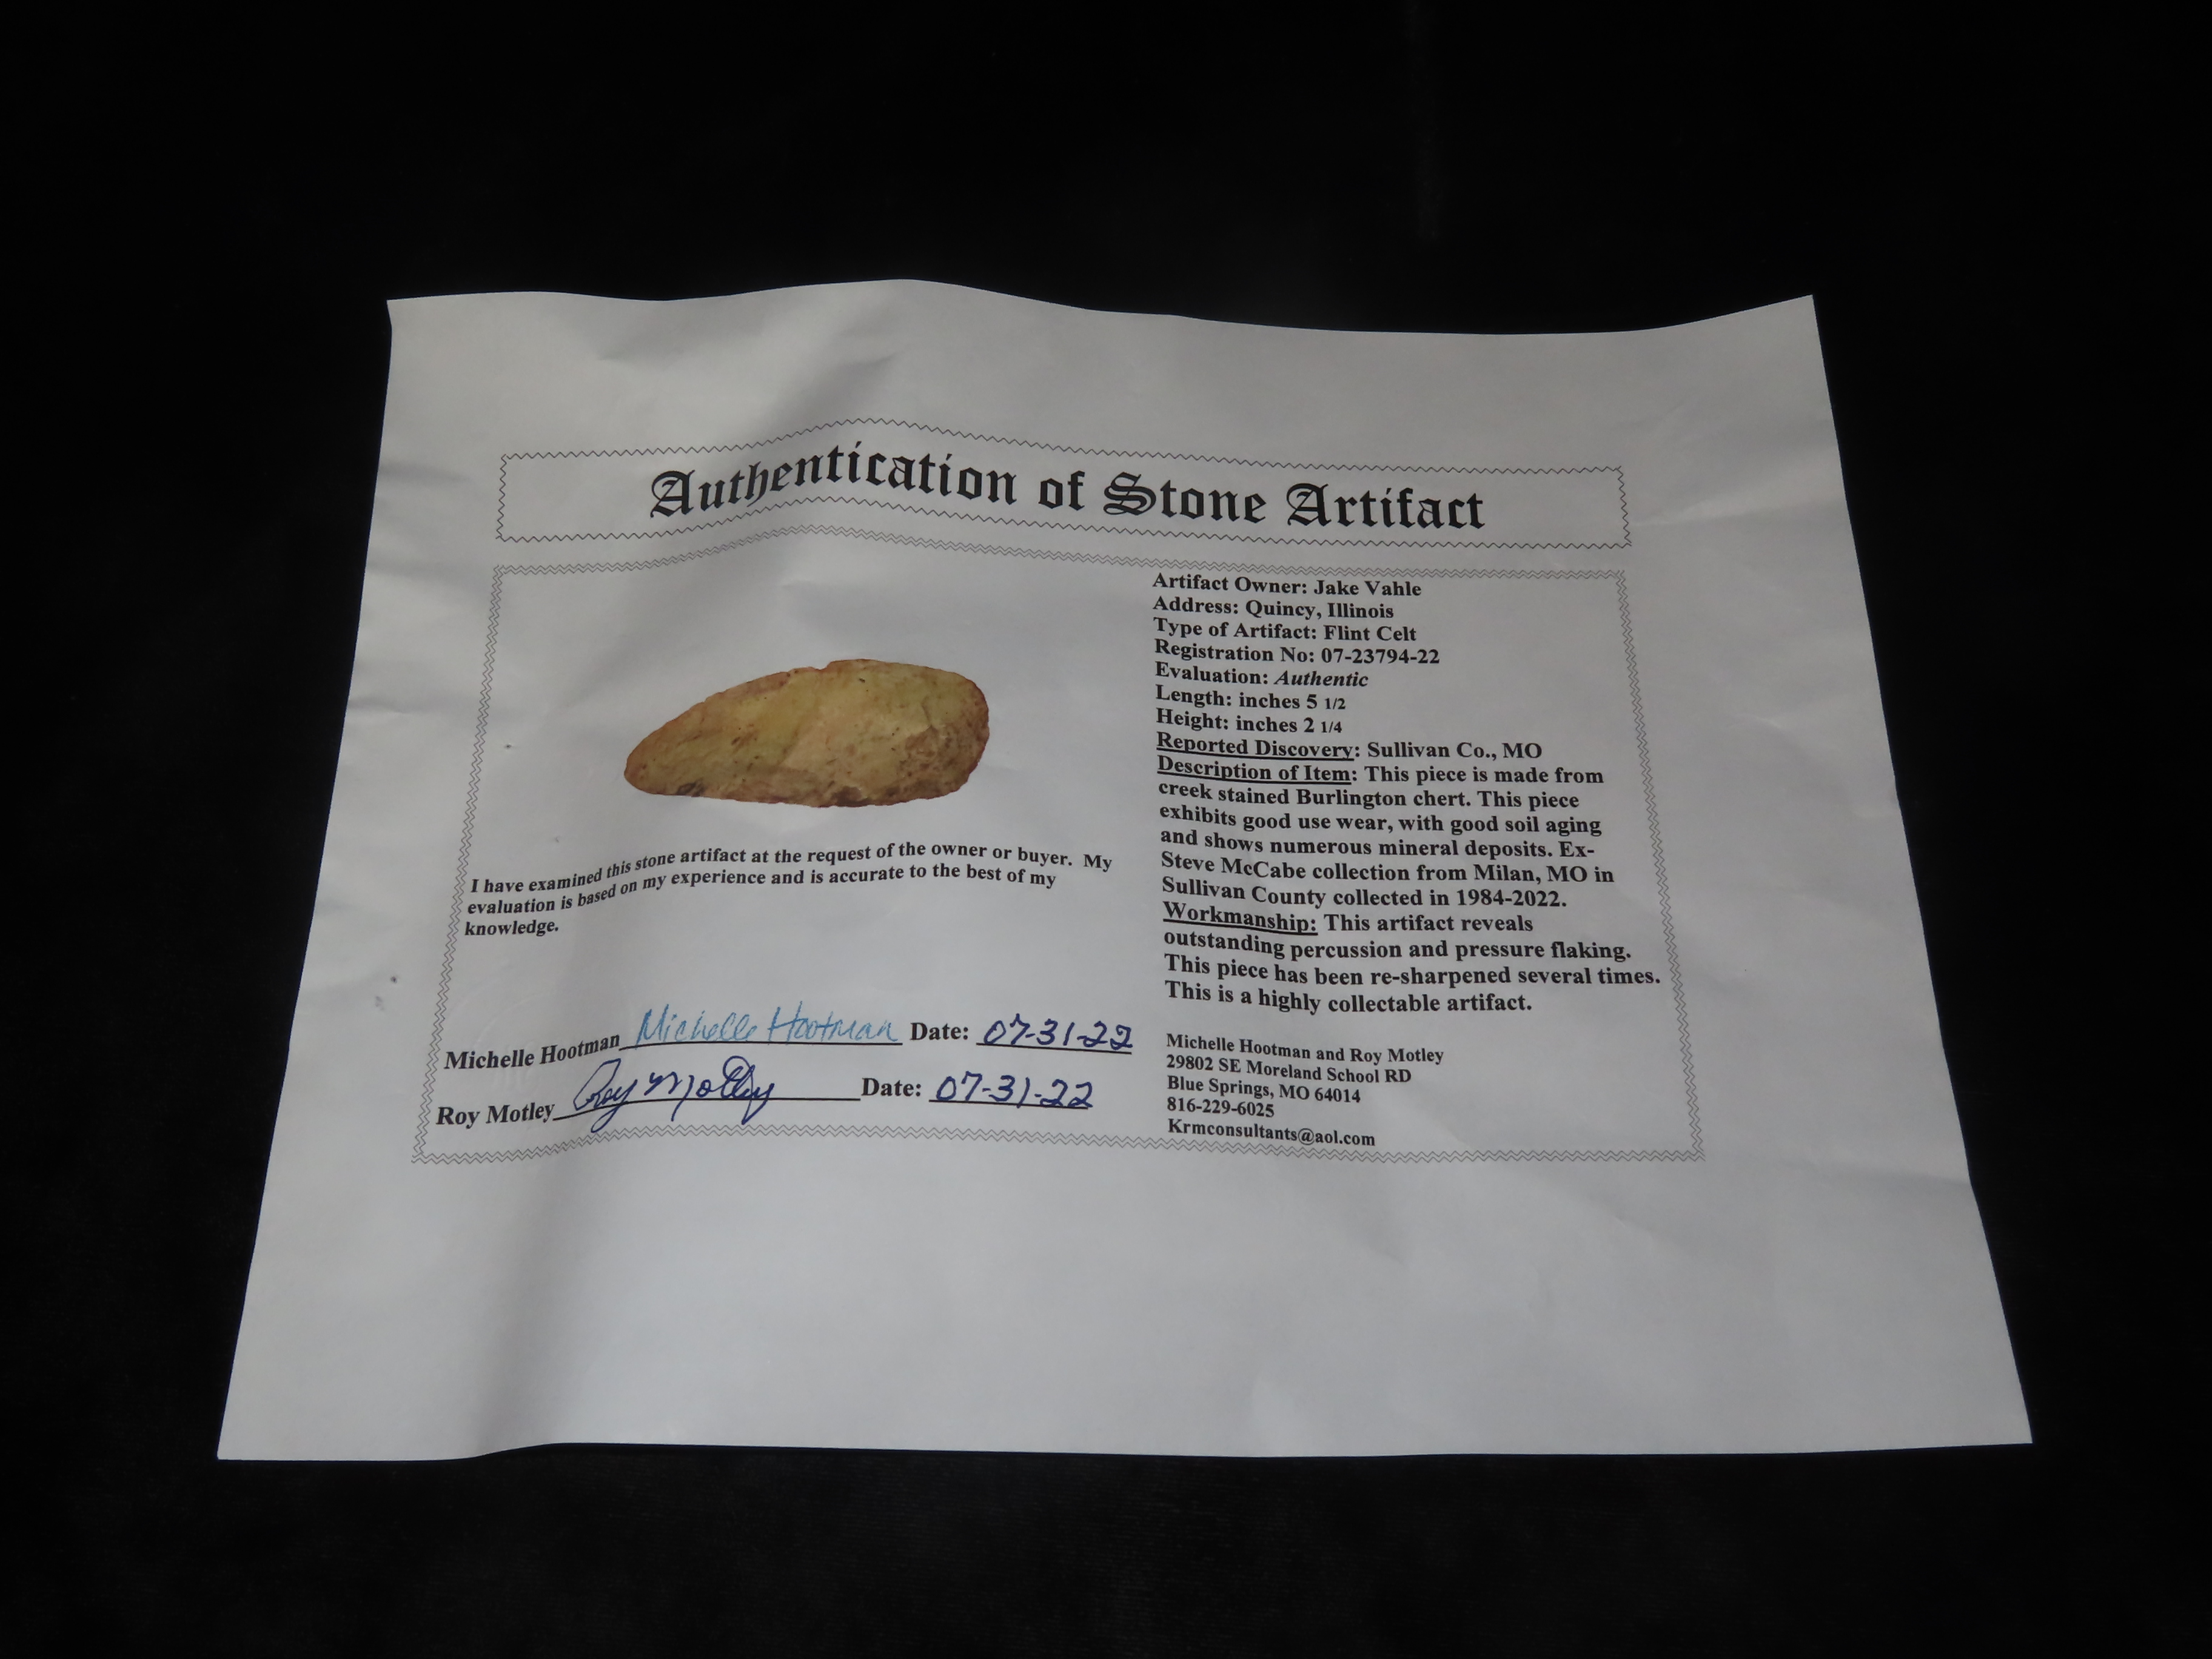 Authentication of Stone Artifact
Artifact Owner: Jake Vahle
Address: Quincy, Illinois
Type of Artifact: Flint Celt
Registration No: 07-23794-22
Evaluation: Authentic
Length: inches 5 1/2
Height: inches 2 1/4
Reported Discovery: Sullivan Co., MO
Description of Item: This piece is made from
creek stained Burlington chert. This piece
exhibits good use wear, with good soil aging
and shows numerous mineral deposits. Ex-
Steve McCabe collection from Milan, MO in
Sullivan County collected in 1984-2022.
Workmanship: This artifact reveals
outstanding percussion and pressure flaking.
This piece has been re-sharpened several times.
This is a highly collectable artifact.
I have examined this stone artifact at the request of the owner or buyer. My
evaluation is based on my experience and is accurate to the best of my
knowledge.
Michelle Hootman Michelle Hootman Date: 07-31-22
Roy Motley Roy Motley Date: 07-31-22
Michelle Hootman and Roy Motley
29802 SE Moreland School RD
Blue Springs, MO 64014
816-229-6025
Krmconsultants@aol.com